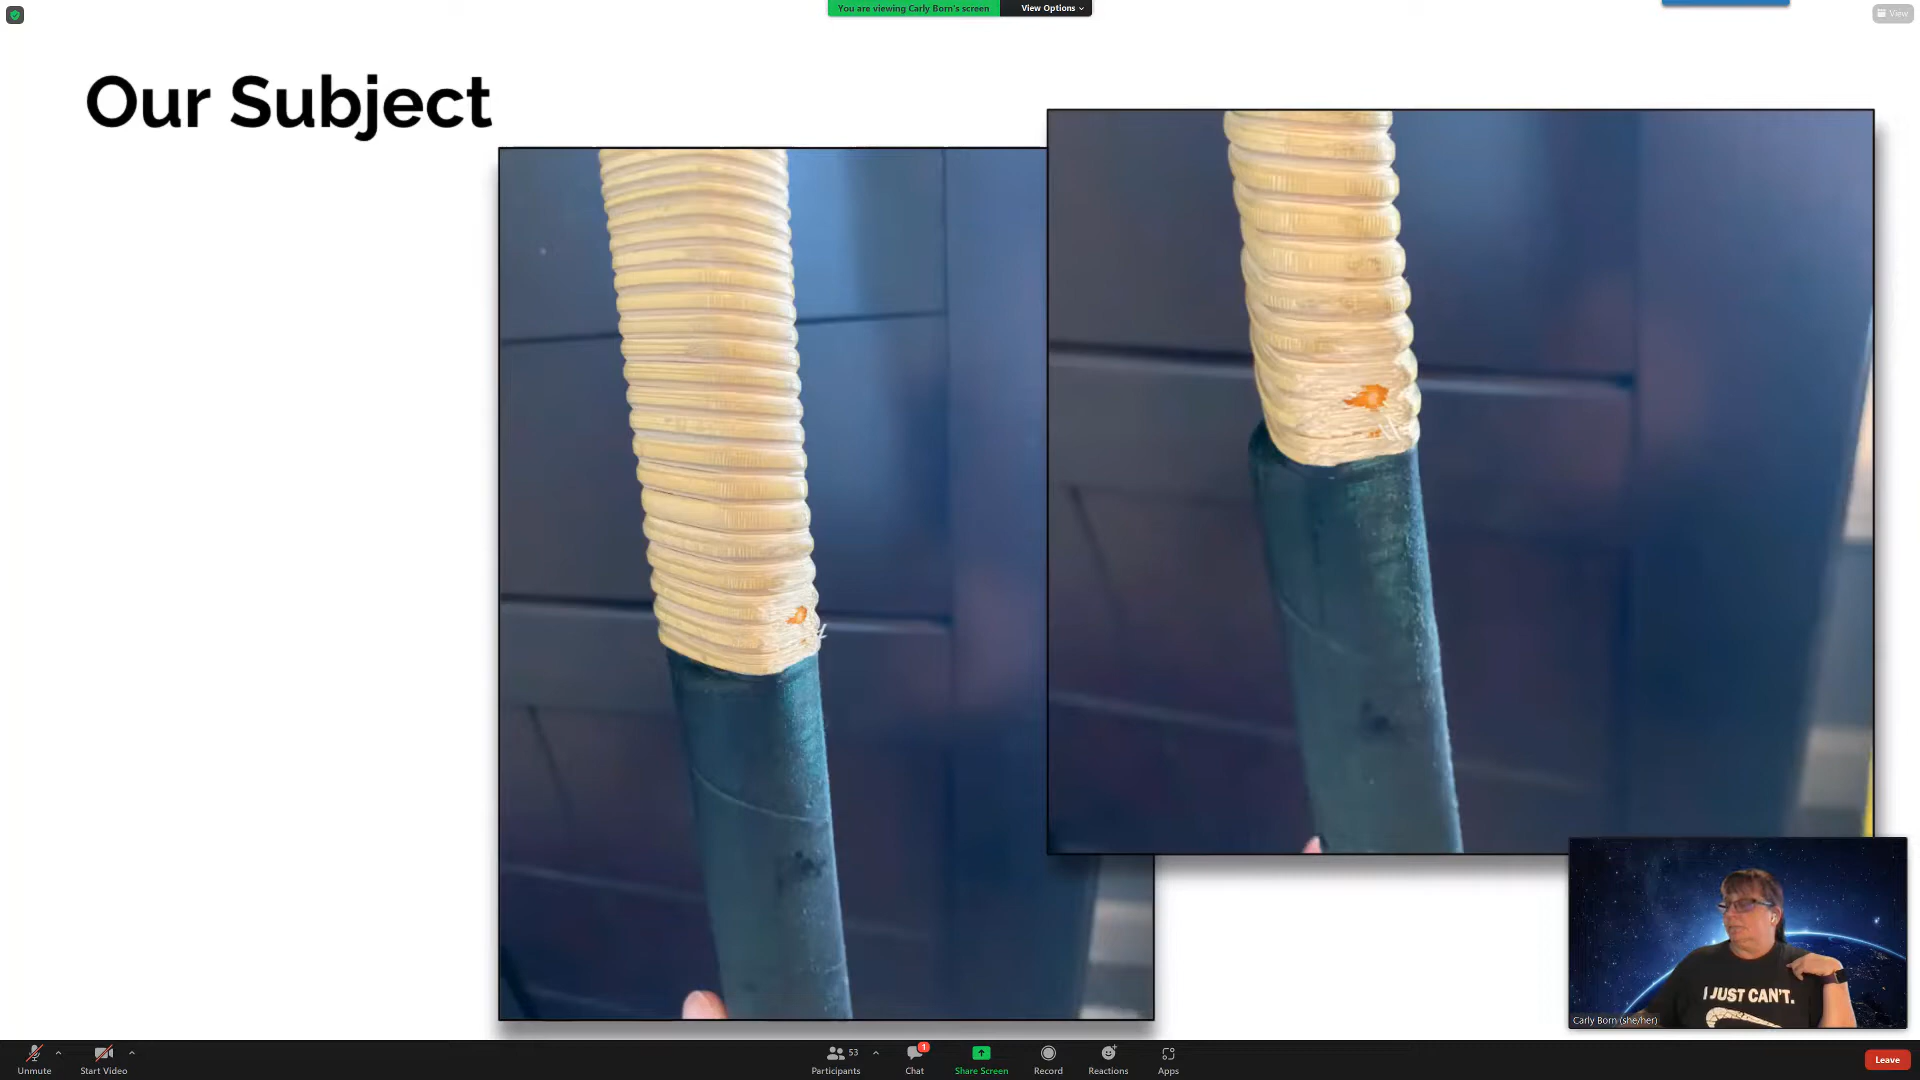 You are viewing Carly Born's screen
View Options
View
Our Subject
I JUST CAN'T.
Carly Born (she/her)
Unmute
Start Video
53
Participants
1
Chat
Share Screen
Record
Reactions
Apps
Leave